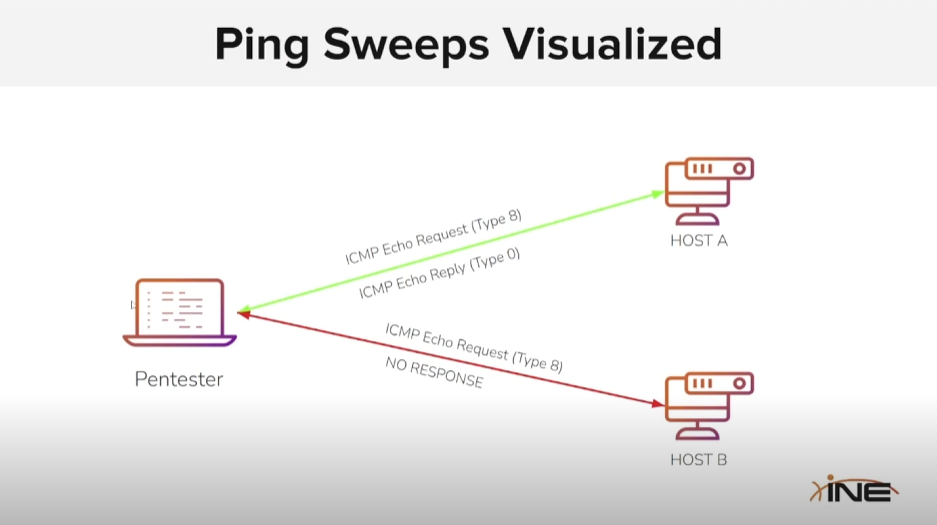 Ping Sweeps Visualized
ICMP Echo Request (Type 8)
ICMP Echo Reply (Type 0)
HOST A
Pentester
ICMP Echo Request (Type 8)
NO RESPONSE
HOST B
INE